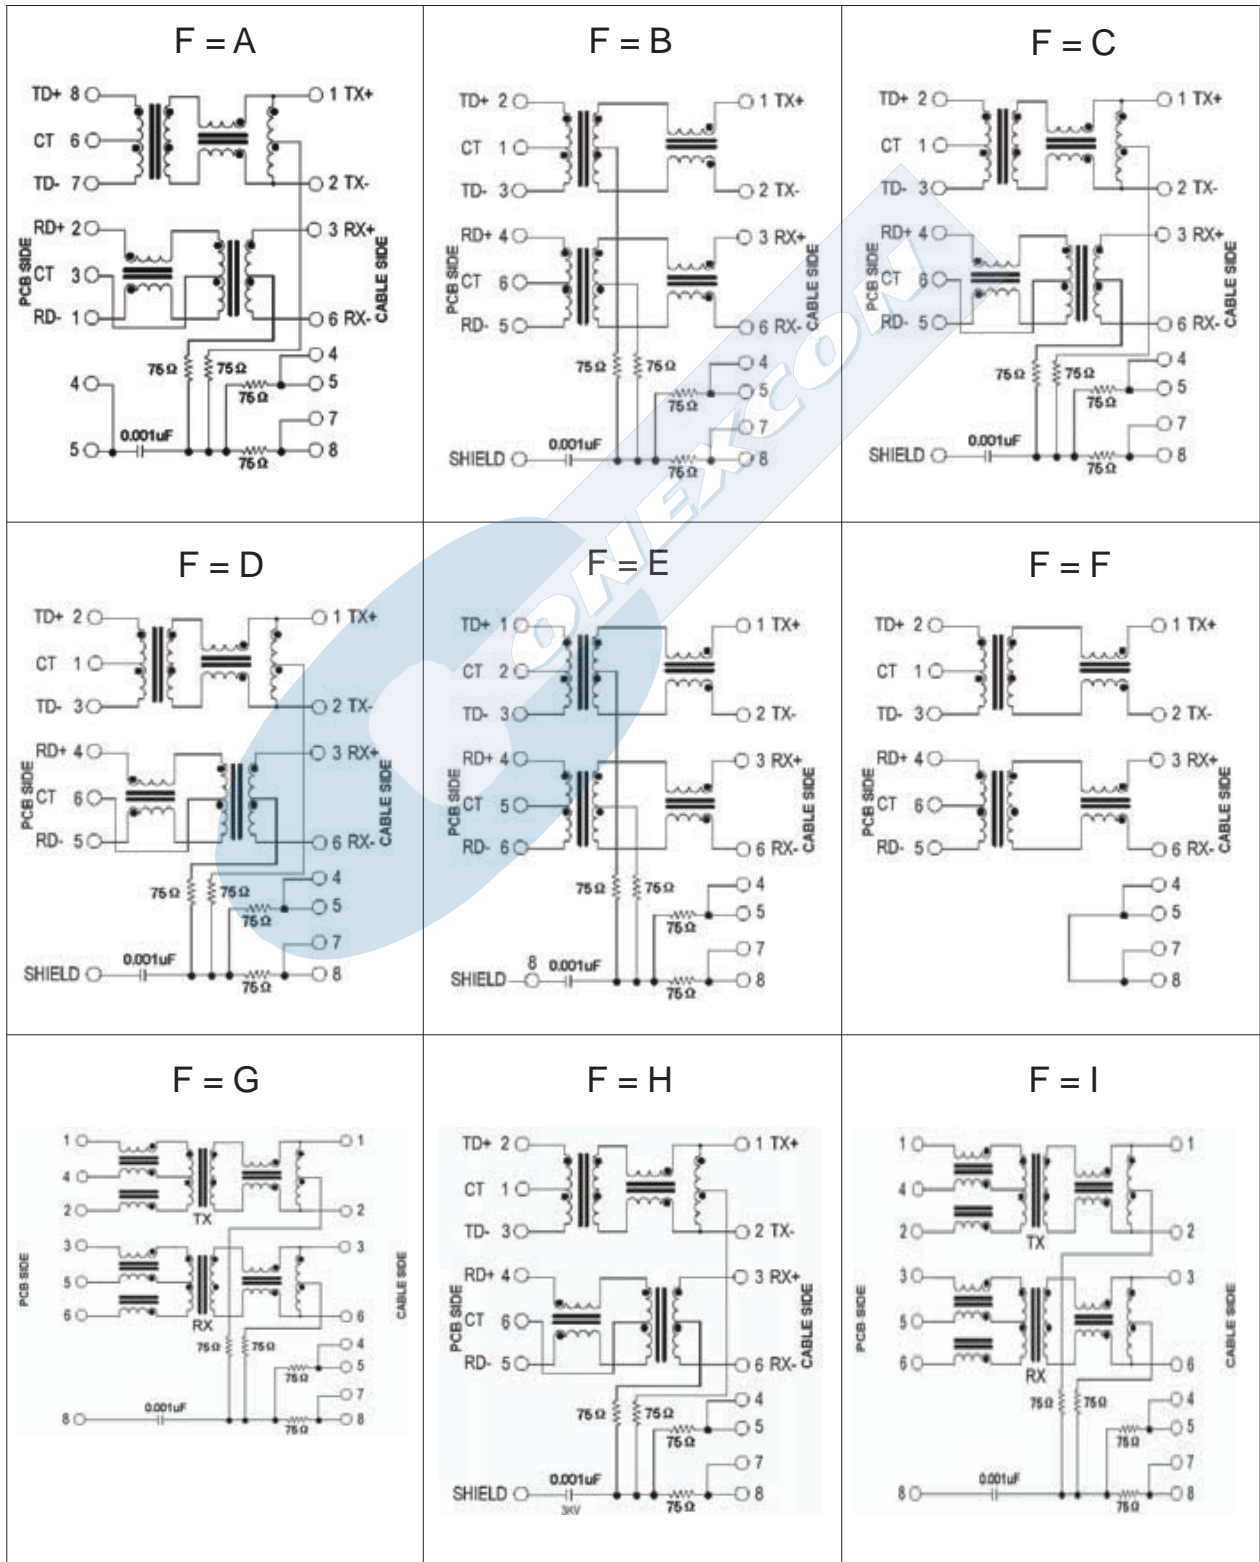 F = A
TD+ 8
1 TX+
CT 6
TD- 7
2 TX-
RD+ 2
3 RX+
PCB SIDE
CT 3
CABLE SIDE
RD- 1
6 RX-
75Ω
75Ω
4
4
5
75Ω
7
5
0.001uF
75Ω
8
F = B
TD+ 2
1 TX+
CT 1
TD- 3
2 TX-
RD+ 4
3 RX+
PCB SIDE
CT 6
CABLE SIDE
RD- 5
6 RX-
75Ω
75Ω
4
5
75Ω
7
SHIELD
0.001uF
75Ω
8
F = C
TD+ 2
1 TX+
CT 1
TD- 3
2 TX-
RD+ 4
3 RX+
PCB SIDE
CT 6
CABLE SIDE
RD- 5
6 RX-
75Ω
75Ω
4
5
75Ω
7
SHIELD
0.001uF
75Ω
8
CONEXCON
F = D
TD+ 2
1 TX+
CT 1
TD- 3
2 TX-
RD+ 4
3 RX+
PCB SIDE
CT 6
CABLE SIDE
RD- 5
6 RX-
75Ω
75Ω
4
5
75Ω
7
SHIELD
0.001uF
75Ω
8
F = E
TD+ 1
1 TX+
CT 2
TD- 3
2 TX-
RD+ 4
3 RX+
PCB SIDE
CT 5
CABLE SIDE
RD- 6
6 RX-
75Ω
75Ω
4
5
75Ω
7
SHIELD
8
0.001uF
75Ω
8
F = F
TD+ 2
1 TX+
CT 1
TD- 3
2 TX-
RD+ 4
3 RX+
PCB SIDE
CT 6
CABLE SIDE
RD- 5
6 RX-
4
5
7
8
F = G
1
1
4
2
2
TX
3
3
PCB SIDE
5
CABLE SIDE
6
6
RX
75Ω
75Ω
4
5
75Ω
7
8
0.001uF
75Ω
8
F = H
TD+ 2
1 TX+
CT 1
TD- 3
2 TX-
RD+ 4
3 RX+
PCB SIDE
CT 6
CABLE SIDE
RD- 5
6 RX-
75Ω
75Ω
4
5
75Ω
7
SHIELD
0.001uF
3KV
75Ω
8
F = I
1
1
4
2
2
TX
3
3
PCB SIDE
5
CABLE SIDE
6
6
RX
75Ω
75Ω
4
5
75Ω
7
8
0.001uF
75Ω
8